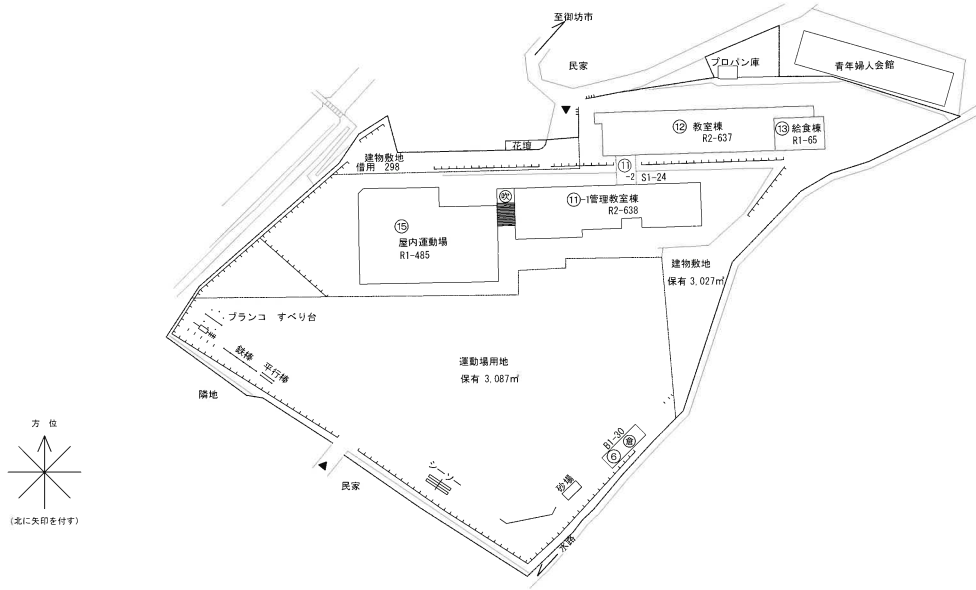 至御坊市
民家
プロパン庫
青年婦人会館
⑫ 教室棟
R2-637
⑬ 給食棟
R1-65
花壇
建物敷地
借用 298
⑪
-2 S1-24
吹
⑪-1管理教室棟
R2-638
⑮
屋内運動場
R1-485
建物敷地
保有 3,027㎡
ブランコ すべり台
鉄棒
平行棒
運動場用地
保有 3,087㎡
隣地
方 位
(北に矢印を付す)
B1-30
⑥
倉
シーソー
砂場
民家
水路